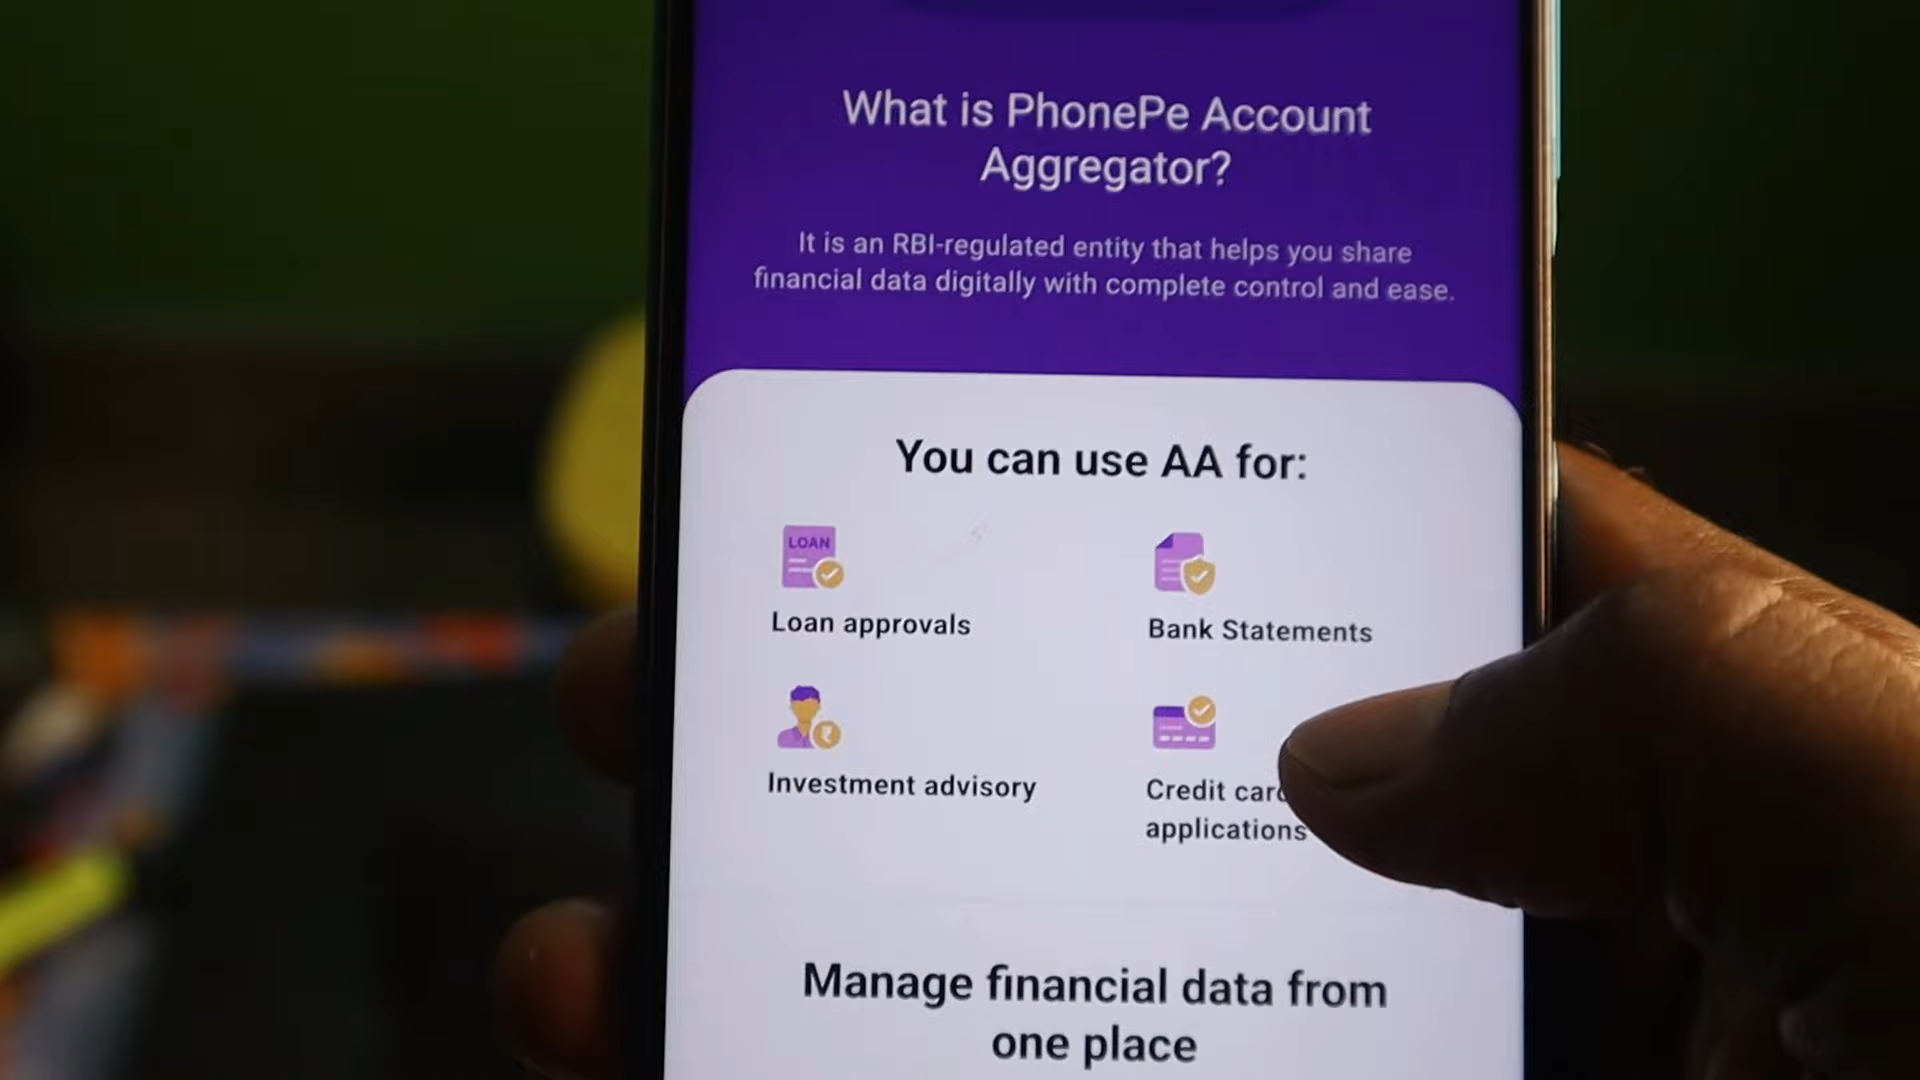 What is PhonePe Account
Aggregator?
It is an RBI-regulated entity that helps you share
financial data digitally with complete control and ease.
You can use AA for:
LOAN
Loan approvals
Bank Statements
Investment advisory
Credit card
applications
Manage financial data from
one place